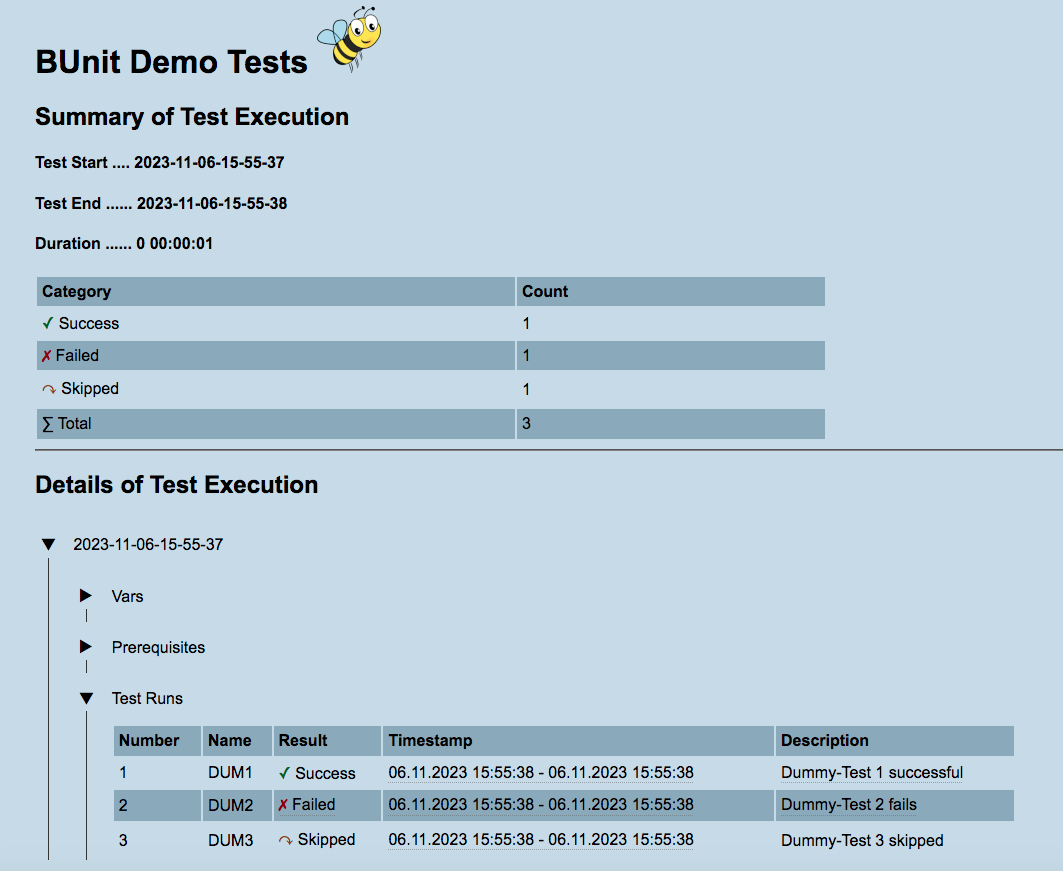 BUnit Demo Tests
Summary of Test Execution
Test Start .... 2023-11-06-15-55-37
Test End ...... 2023-11-06-15-55-38
Duration ...... 0 00:00:01
Category Count
✓ Success 1
✗ Failed 1
↷ Skipped 1
∑ Total 3
Details of Test Execution
▼ 2023-11-06-15-55-37
▶ Vars
▶ Prerequisites
▼ Test Runs
Number Name Result Timestamp Description
1 DUM1 ✓ Success 06.11.2023 15:55:38 - 06.11.2023 15:55:38 Dummy-Test 1 successful
2 DUM2 ✗ Failed 06.11.2023 15:55:38 - 06.11.2023 15:55:38 Dummy-Test 2 fails
3 DUM3 ↷ Skipped 06.11.2023 15:55:38 - 06.11.2023 15:55:38 Dummy-Test 3 skipped